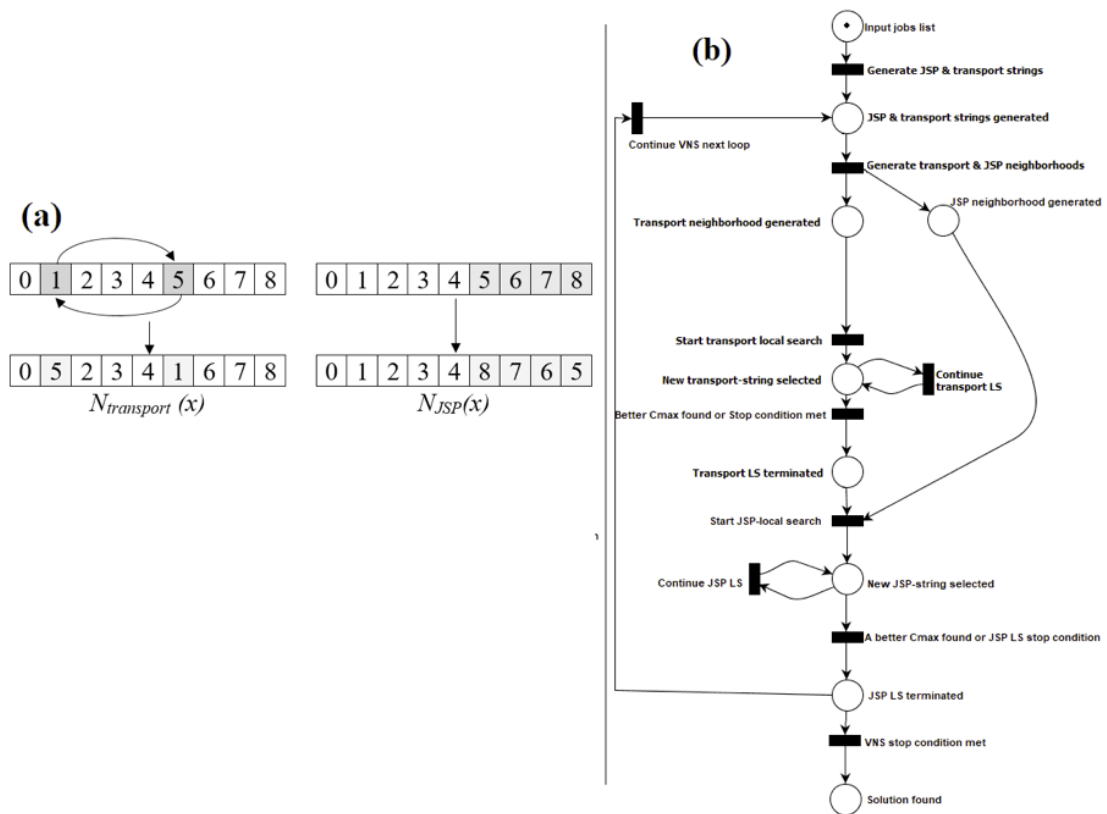 (a)
0 1 2 3 4 5 6 7 8
0 5 2 3 4 1 6 7 8
Ntransport (x)
0 1 2 3 4 5 6 7 8
0 1 2 3 4 8 7 6 5
NJSP(x)
(b)
Input jobs list
Generate JSP & transport strings
JSP & transport strings generated
Continue VNS next loop
Generate transport & JSP neighborhoods
JSP neighborhood generated
Transport neighborhood generated
Start transport local search
New transport-string selected
Continue
transport LS
Better Cmax found or Stop condition met
Transport LS terminated
Start JSP-local search
Continue JSP LS
New JSP-string selected
A better Cmax found or JSP LS stop condition
JSP LS terminated
VNS stop condition met
Solution found